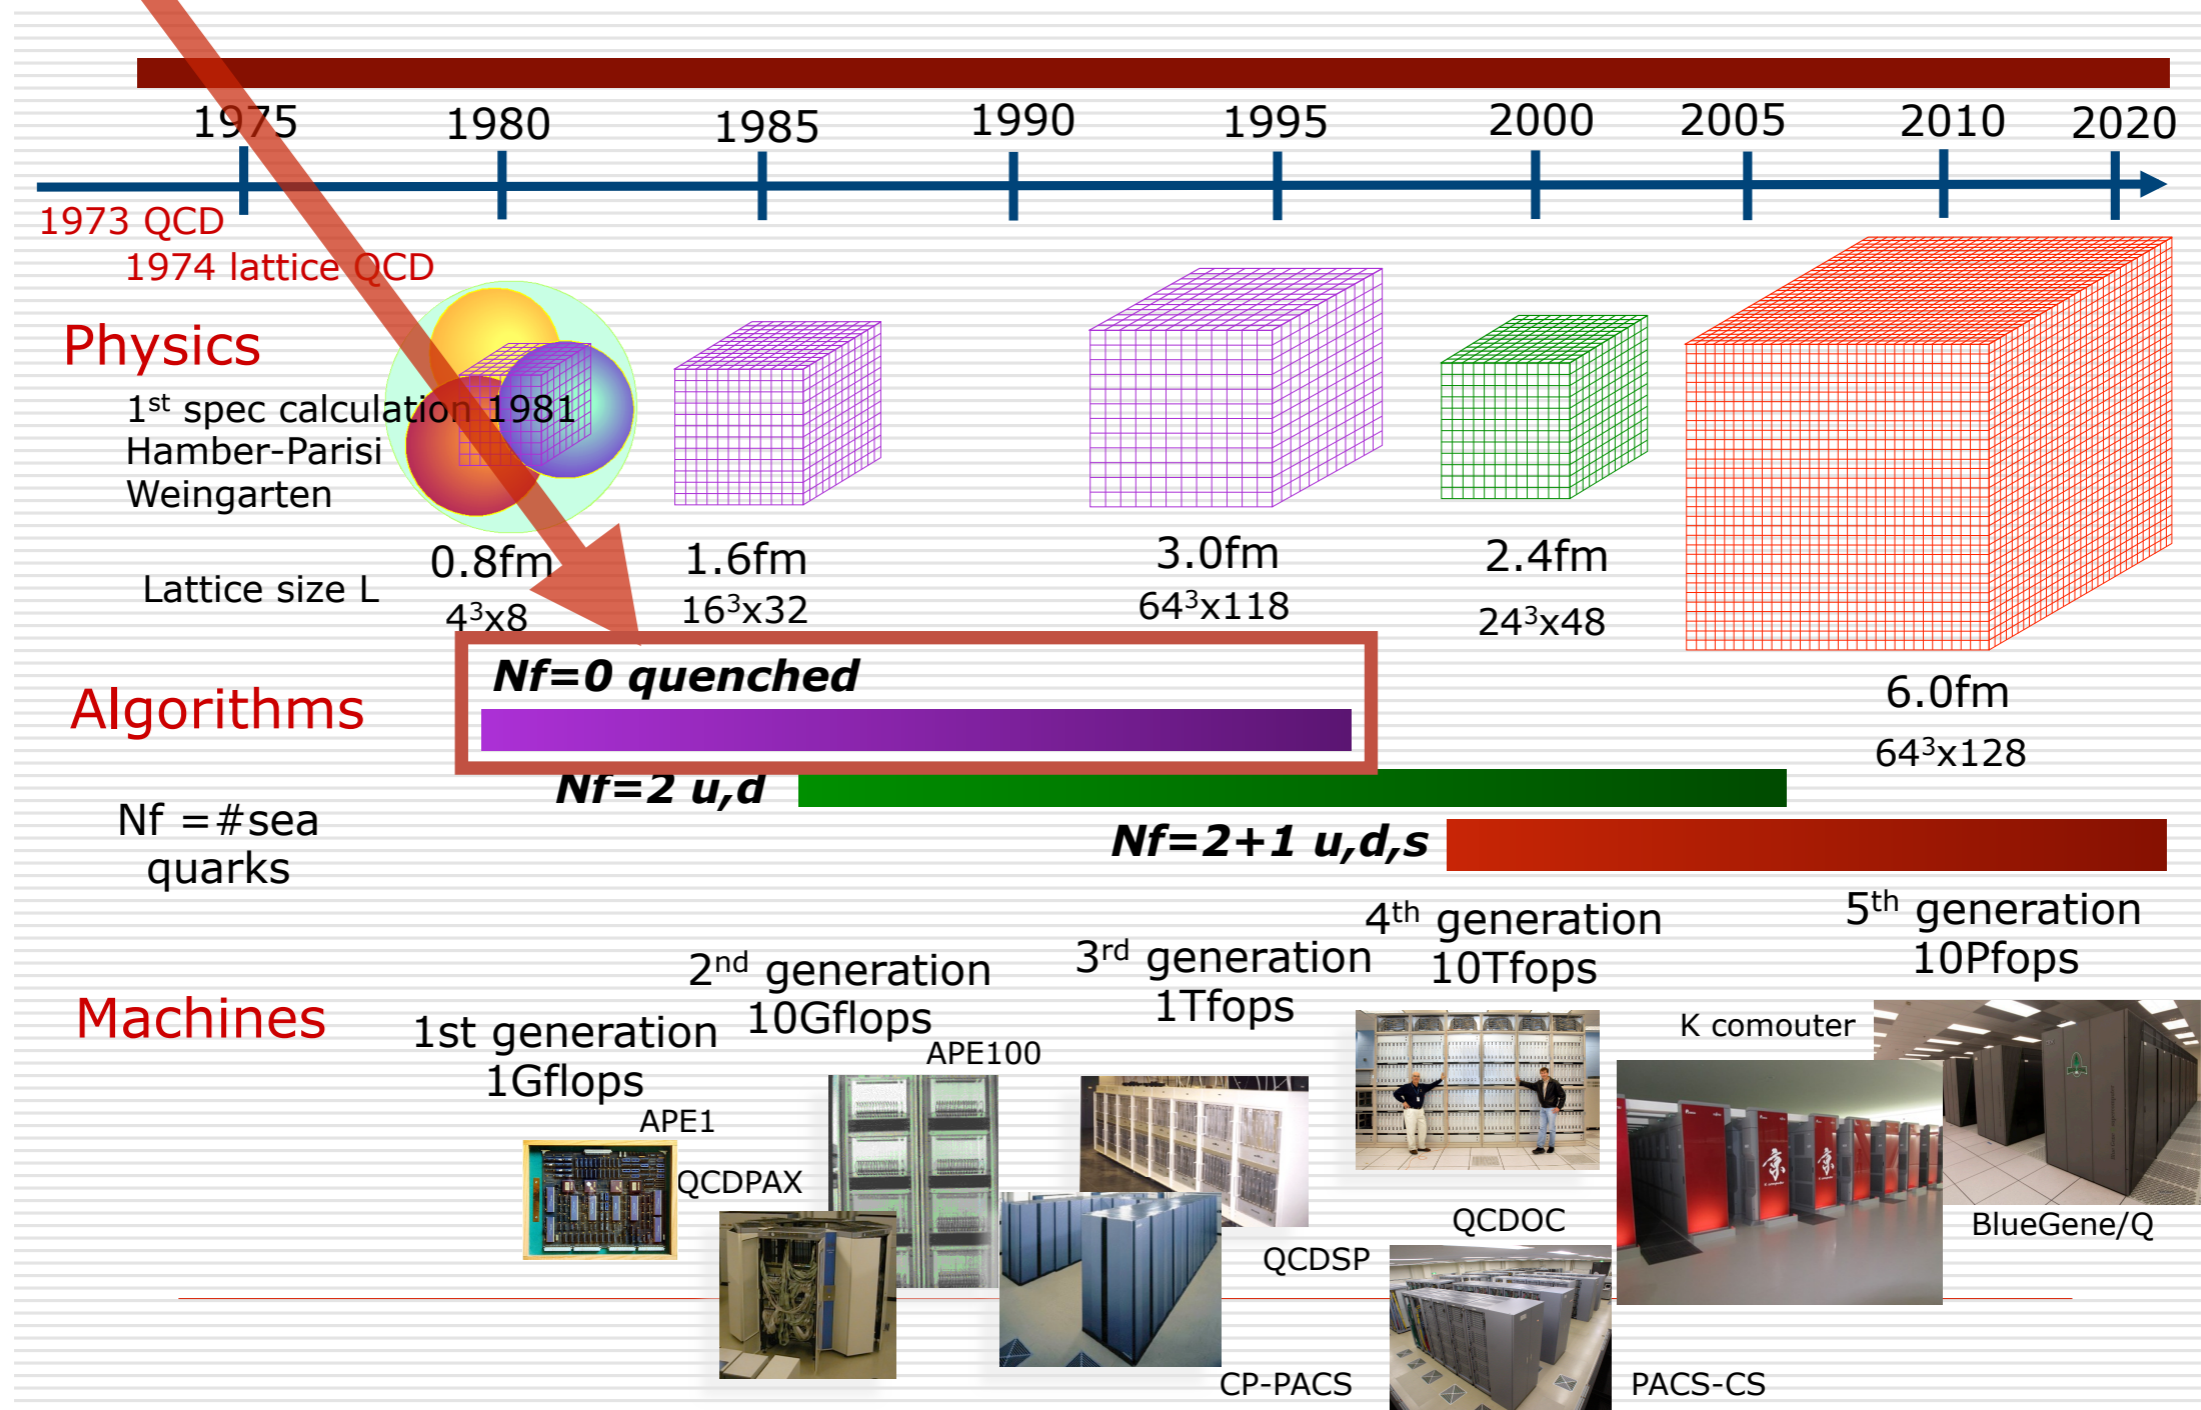 1975 1980 1985 1990 1995 2000 2005 2010 2020
1973 QCD
1974 lattice QCD
Physics
1st spec calculation 1981
Hamber-Parisi
Weingarten
Lattice size L
0.8fm
4³x8
1.6fm
16³x32
3.0fm
64³x118
2.4fm
24³x48
6.0fm
64³x128
Algorithms
Nf=0 quenched
Nf=2 u,d
Nf=2+1 u,d,s
Nf =#sea
quarks
Machines
1st generation
1Gflops
2nd generation
10Gflops
3rd generation
1Tfops
4th generation
10Tfops
5th generation
10Pfops
APE1
QCDPAX
APE100
QCDSP
CP-PACS
QCDOC
PACS-CS
K comouter
京
京
BlueGene/Q